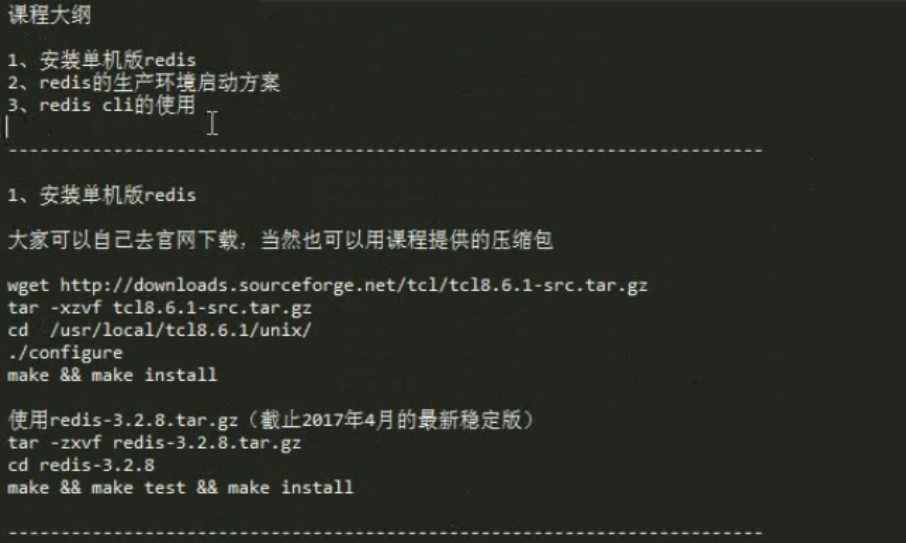 课程大纲
1、安装单机版redis
2、redis的生产环境启动方案
3、redis cli的使用
--------------------------------------------------------------------------
1、安装单机版redis
大家可以自己去官网下载，当然也可以用课程提供的压缩包
wget http://downloads.sourceforge.net/tcl/tcl8.6.1-src.tar.gz
tar -xzvf tcl8.6.1-src.tar.gz
cd  /usr/local/tcl8.6.1/unix/
./configure
make && make install
使用redis-3.2.8.tar.gz（截止2017年4月的最新稳定版）
tar -zxvf redis-3.2.8.tar.gz
cd redis-3.2.8
make && make test && make install
--------------------------------------------------------------------------